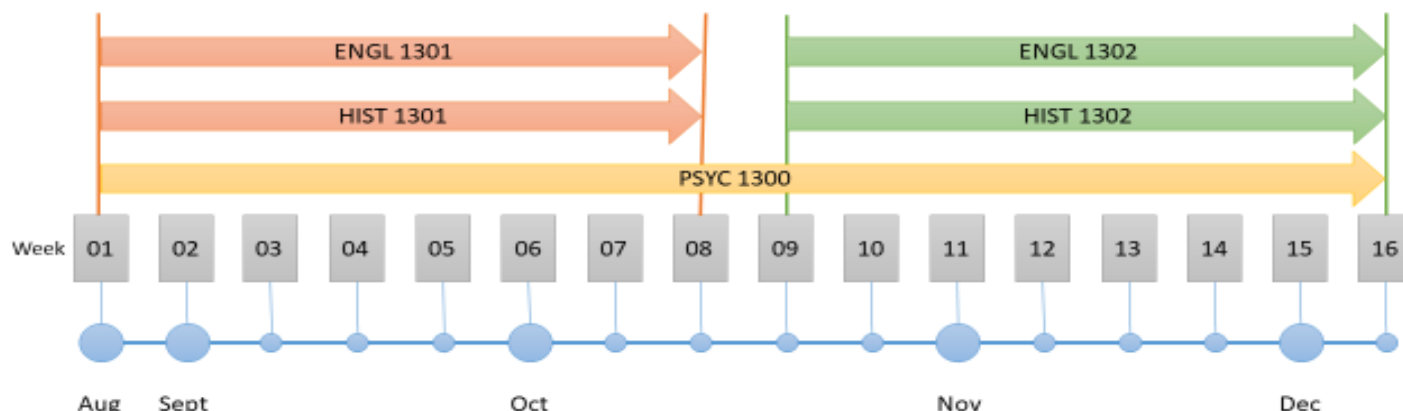 ENGL 1301 ENGL 1302
HIST 1301 HIST 1302
PSYC 1300
Week 01 02 03 04 05 06 07 08 09 10 11 12 13 14 15 16
Aug Sept Oct Nov Dec